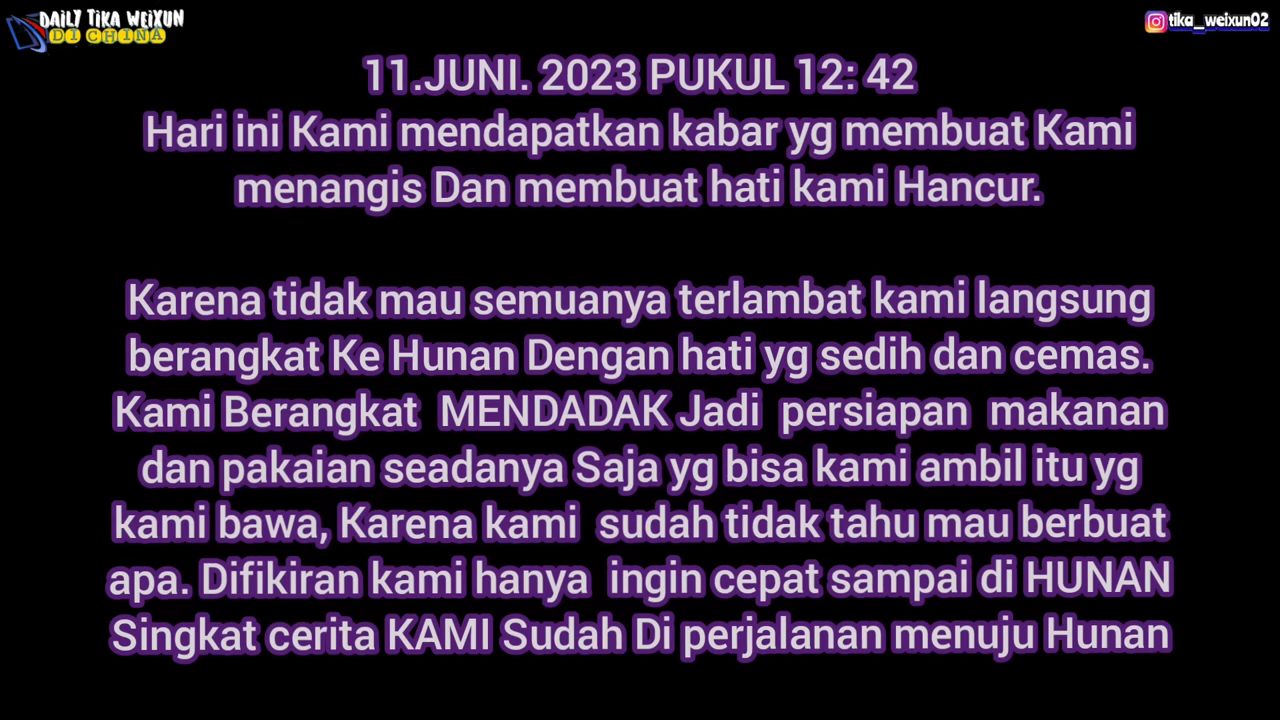 DAILY TIKA WEIXUN
DI CHINA
tika_weixun02
11.JUNI. 2023 PUKUL 12: 42
Hari ini Kami mendapatkan kabar yg membuat Kami
menangis Dan membuat hati kami Hancur.
Karena tidak mau semuanya terlambat kami langsung
berangkat Ke Hunan Dengan hati yg sedih dan cemas.
Kami Berangkat MENDADAK Jadi persiapan makanan
dan pakaian seadanya Saja yg bisa kami ambil itu yg
kami bawa, Karena kami sudah tidak tahu mau berbuat
apa. Difikiran kami hanya ingin cepat sampai di HUNAN
Singkat cerita KAMI Sudah Di perjalanan menuju Hunan